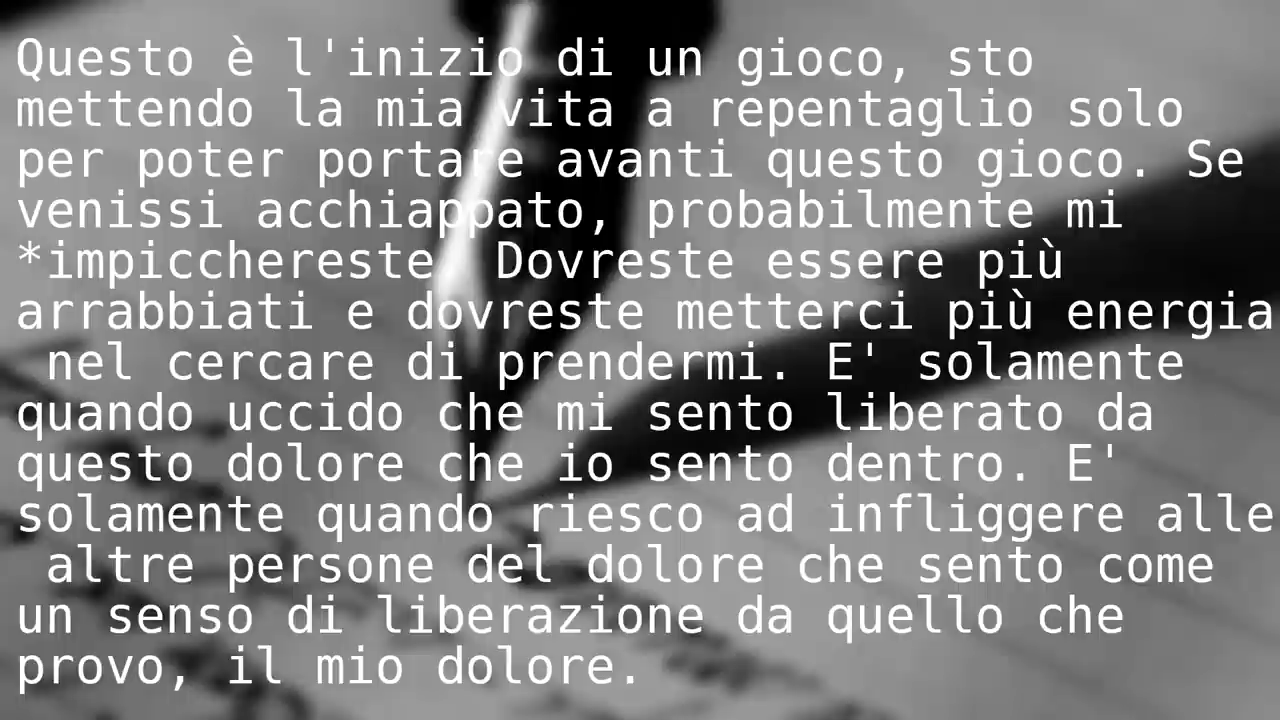 Questo è l'inizio di un gioco, sto
mettendo la mia vita a repentaglio solo
per poter portare avanti questo gioco. Se
venissi acchiappato, probabilmente mi
*impicchereste. Dovreste essere più
arrabbiati e dovreste metterci più energia
nel cercare di prendermi. E' solamente
quando uccido che mi sento liberato da
questo dolore che io sento dentro. E'
solamente quando riesco ad infliggere alle
altre persone del dolore che sento come
un senso di liberazione da quello che
provo, il mio dolore.